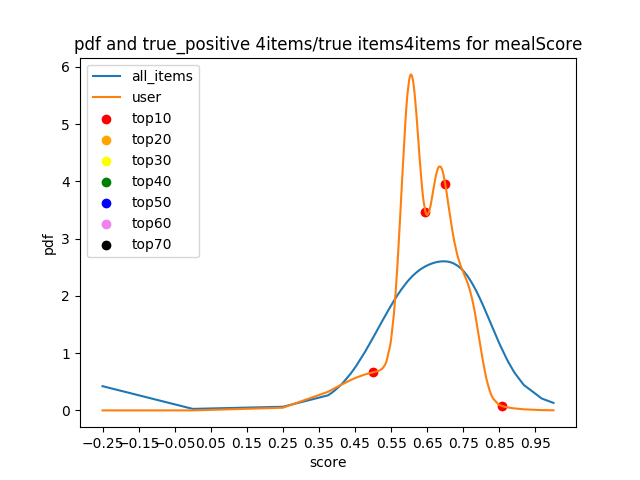 pdf and true_positive 4items/true items4items for mealScore
all_items
user
top10
top20
top30
top40
top50
top60
top70
6
5
4
3
2
1
0
pdf
−0.25 −0.15 −0.05 0.05 0.15 0.25 0.35 0.45 0.55 0.65 0.75 0.85 0.95
score